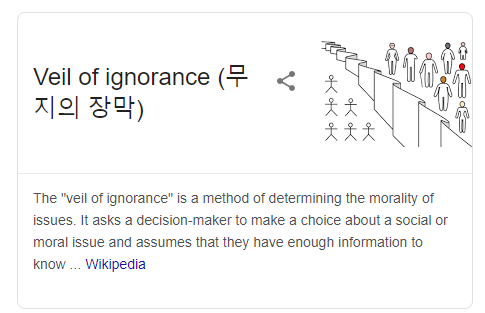 Veil of ignorance (무
지의 장막)
The "veil of ignorance" is a method of determining the morality of
issues. It asks a decision-maker to make a choice about a social or
moral issue and assumes that they have enough information to
know ... Wikipedia